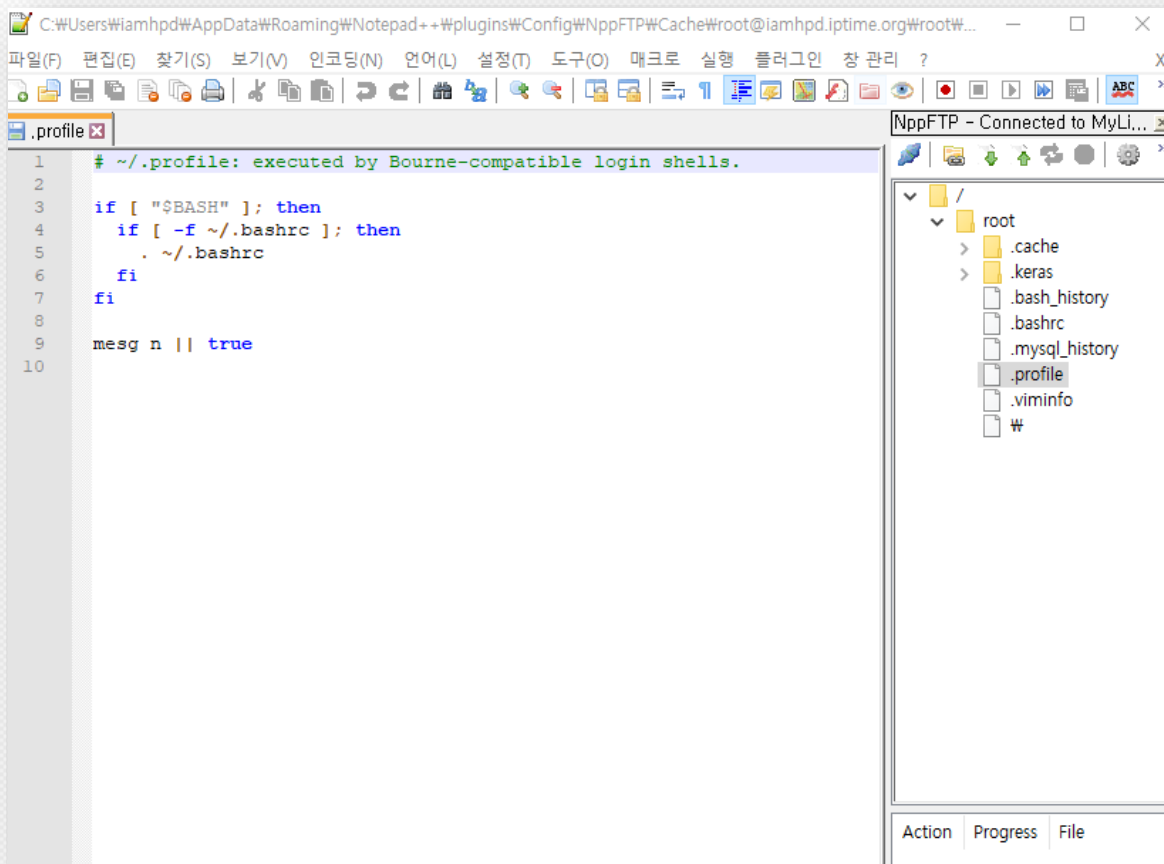 C:₩Users₩iamhpd₩AppData₩Roaming₩Notepad++₩plugins₩Config₩NppFTP₩Cache₩root@iamhpd.iptime.org₩root₩...
파일(F) 편집(E) 찾기(S) 보기(V) 인코딩(N) 언어(L) 설정(T) 도구(O) 매크로 실행 플러그인 창 관리 ? X
ABC
.profile
NppFTP - Connected to MyLi...
1 # ~/.profile: executed by Bourne-compatible login shells.
2
3 if [ "$BASH" ]; then
4   if [ -f ~/.bashrc ]; then
5     . ~/.bashrc
6   fi
7 fi
8
9 mesg n || true
10
/
root
.cache
.keras
.bash_history
.bashrc
.mysql_history
.profile
.viminfo
₩
Action Progress File